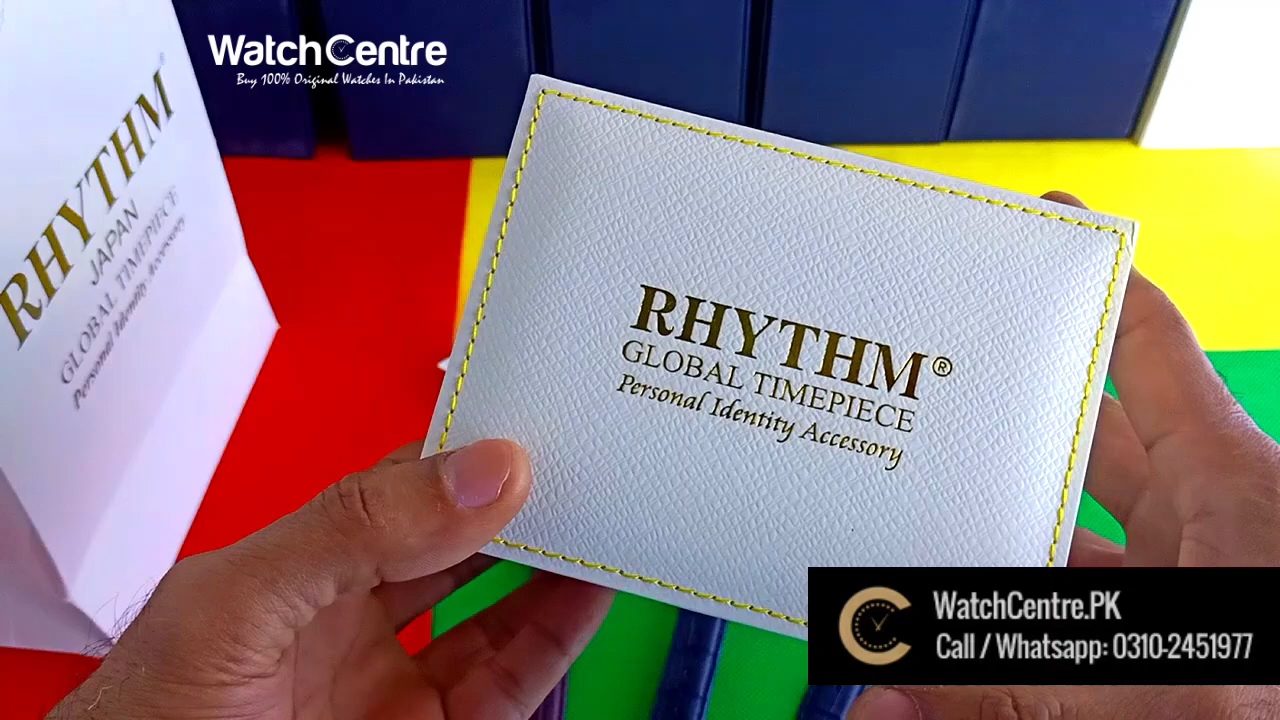 WatchCentre
Buy 100% Original Watches In Pakistan
RHYTHM®
JAPAN
GLOBAL TIMEPIECE
Personal Identity Accessory
RHYTHM®
GLOBAL TIMEPIECE
Personal Identity Accessory
WatchCentre.PK
Call / Whatsapp: 0310-2451977